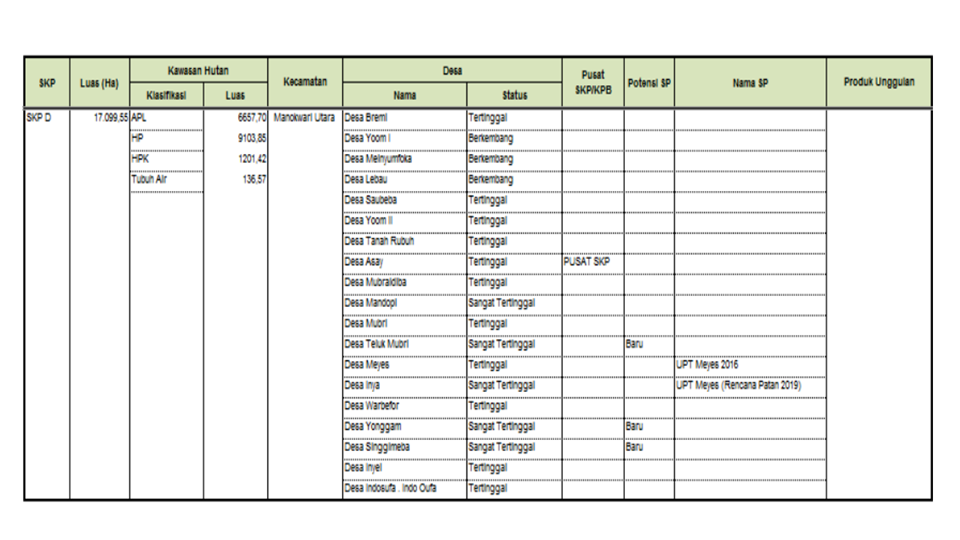 SKP Luas (Ha) Kawasan Hutan Kecamatan Desa Pusat SKP/KPB Potensi SP Nama SP Produk Unggulan
Klasifikasi Luas Nama Status
SKP D 17.099,55 APL 6657,70 Manokwari Utara Desa Bremi Tertinggal
HP 9103,85 Desa Yoom I Berkembang
HPK 1201,42 Desa Meinyumfoka Berkembang
Tubuh Air 136,57 Desa Lebau Berkembang
Desa Saubeba Tertinggal
Desa Yoom II Tertinggal
Desa Tanah Rubuh Tertinggal
Desa Asay Tertinggal PUSAT SKP
Desa Mubraidiba Tertinggal
Desa Mandopi Sangat Tertinggal
Desa Mubri Tertinggal
Desa Teluk Mubri Sangat Tertinggal Baru
Desa Meyes Tertinggal UPT Meyes 2016
Desa Inya Sangat Tertinggal UPT Meyes (Rencana Patan 2019)
Desa Warbefor Tertinggal
Desa Yonggam Sangat Tertinggal Baru
Desa Singgimeba Sangat Tertinggal Baru
Desa Inyei Tertinggal
Desa Indosufa . Indo Oufa Tertinggal